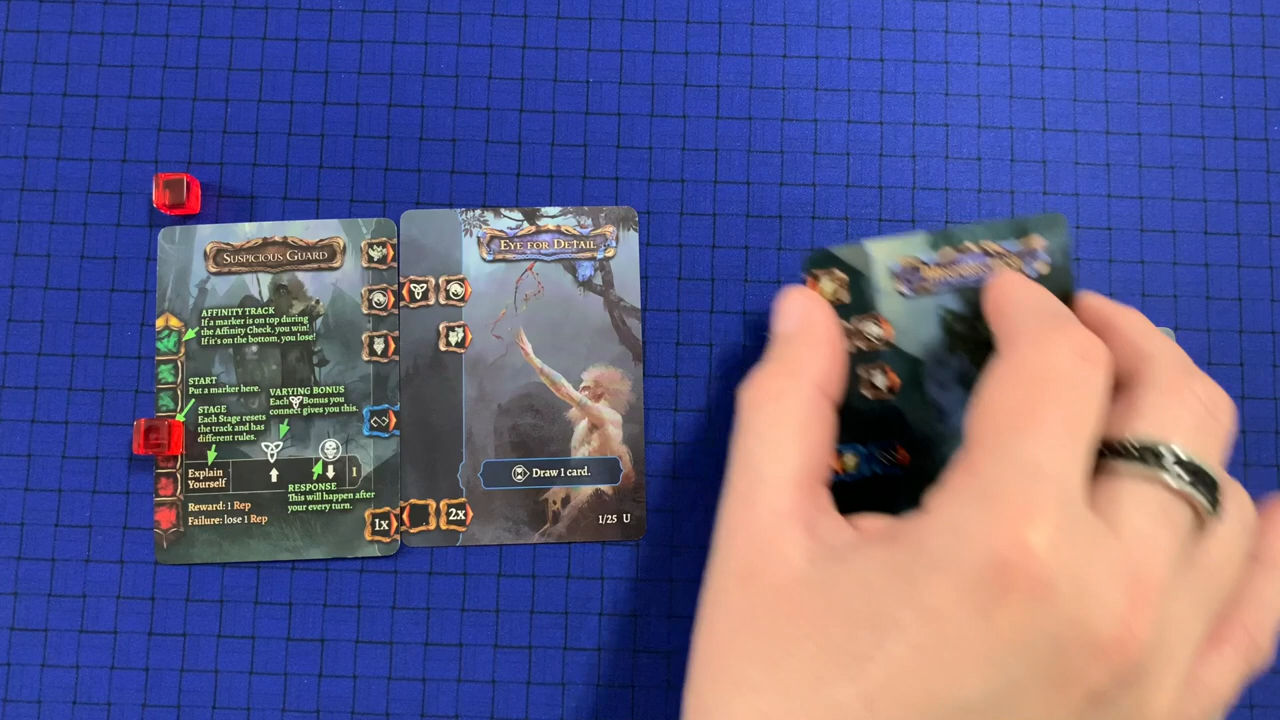 SUSPICIOUS GUARD
AFFINITY TRACK
If a marker is on top during
the Affinity Check, you win!
If it's on the bottom, you lose!
START
Put a marker here.
STAGE
Each Stage resets
the track and has
different rules.
VARYING BONUS
Each Bonus you
connect gives you this.
Explain
Yourself
I
RESPONSE
This will happen after
your every turn.
Reward: 1 Rep
Failure: lose 1 Rep
1x
EYE FOR DETAIL
Draw 1 card.
2x
1/25 U